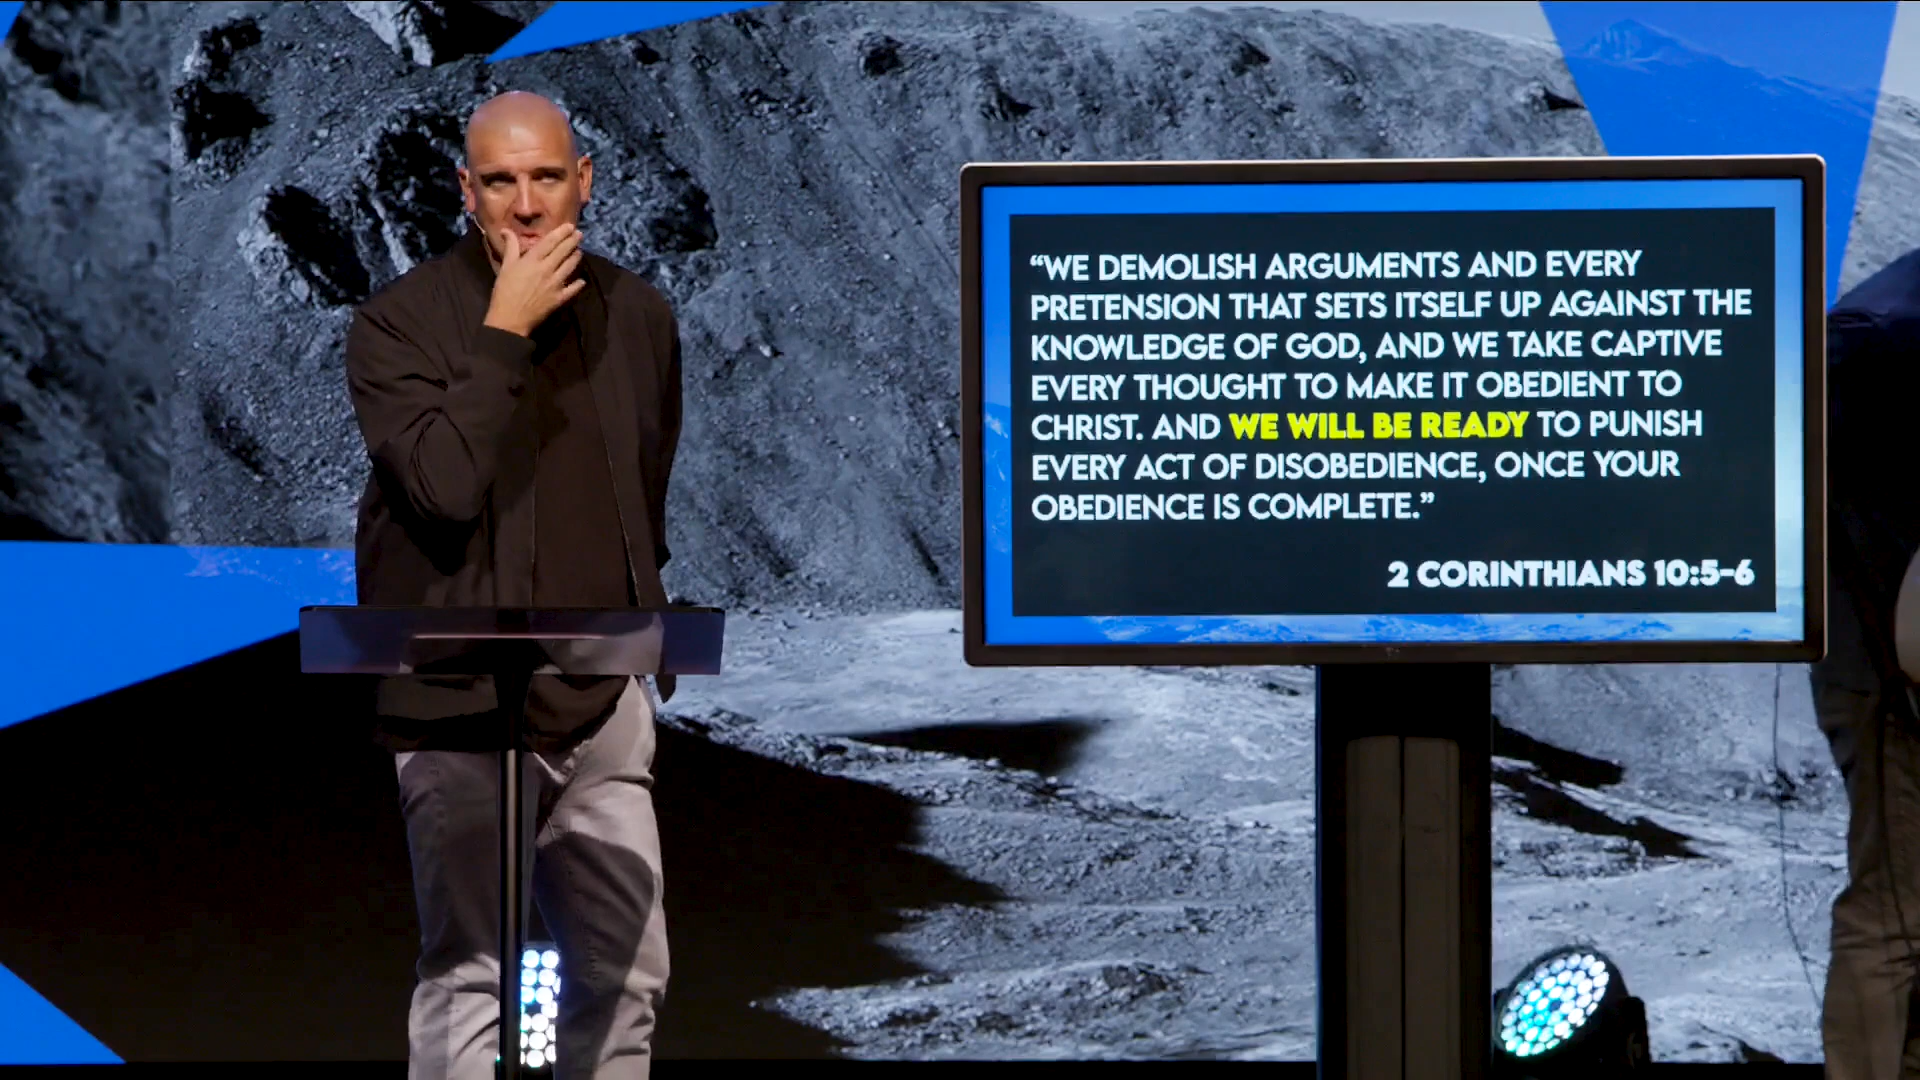 “WE DEMOLISH ARGUMENTS AND EVERY
PRETENSION THAT SETS ITSELF UP AGAINST THE
KNOWLEDGE OF GOD, AND WE TAKE CAPTIVE
EVERY THOUGHT TO MAKE IT OBEDIENT TO
CHRIST. AND WE WILL BE READY TO PUNISH
EVERY ACT OF DISOBEDIENCE, ONCE YOUR
OBEDIENCE IS COMPLETE.”
2 CORINTHIANS 10:5-6